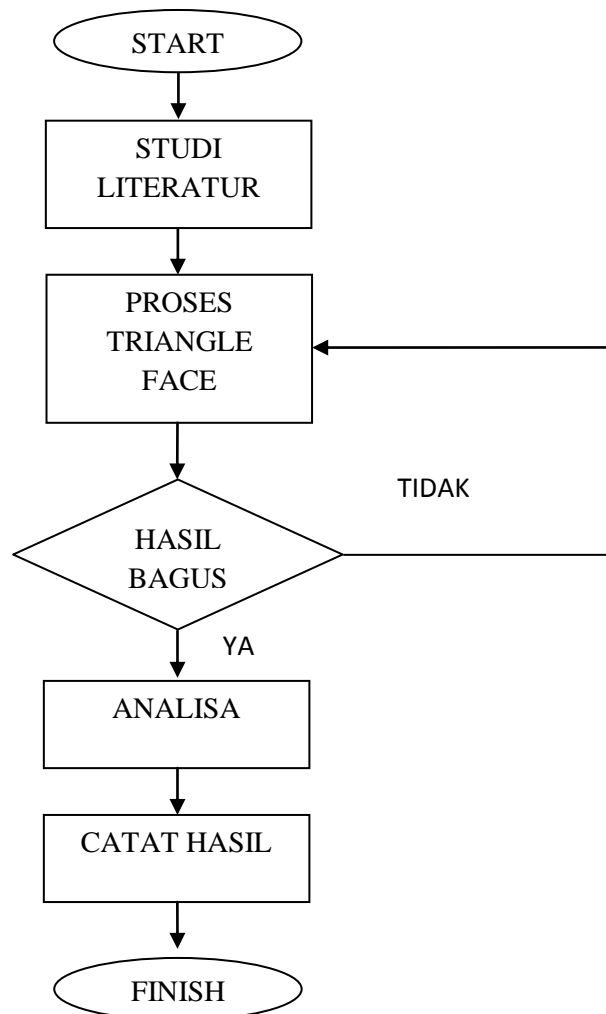 START
STUDI
LITERATUR
PROSES
TRIANGLE
FACE
TIDAK
HASIL
BAGUS
YA
ANALISA
CATAT HASIL
FINISH